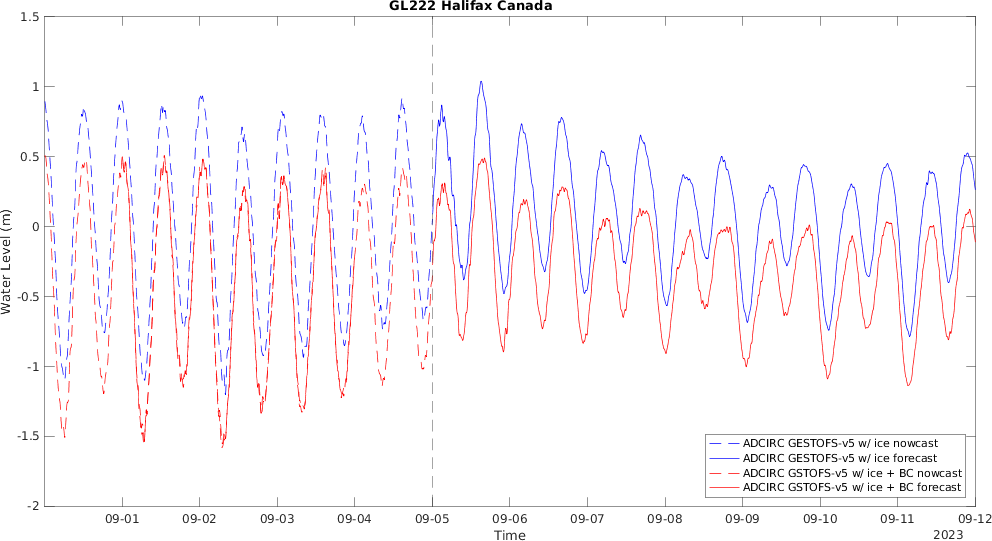 GL222 Halifax Canada
1.5
1
0.5
0
-0.5
-1
-1.5
-2
Water Level (m)
ADCIRC GESTOFS-v5 w/ ice nowcast
ADCIRC GESTOFS-v5 w/ ice forecast
ADCIRC GSTOFS-v5 w/ ice + BC nowcast
ADCIRC GSTOFS-v5 w/ ice + BC forecast
09-01 09-02 09-03 09-04 09-05 09-06 09-07 09-08 09-09 09-10 09-11 09-12
Time
2023